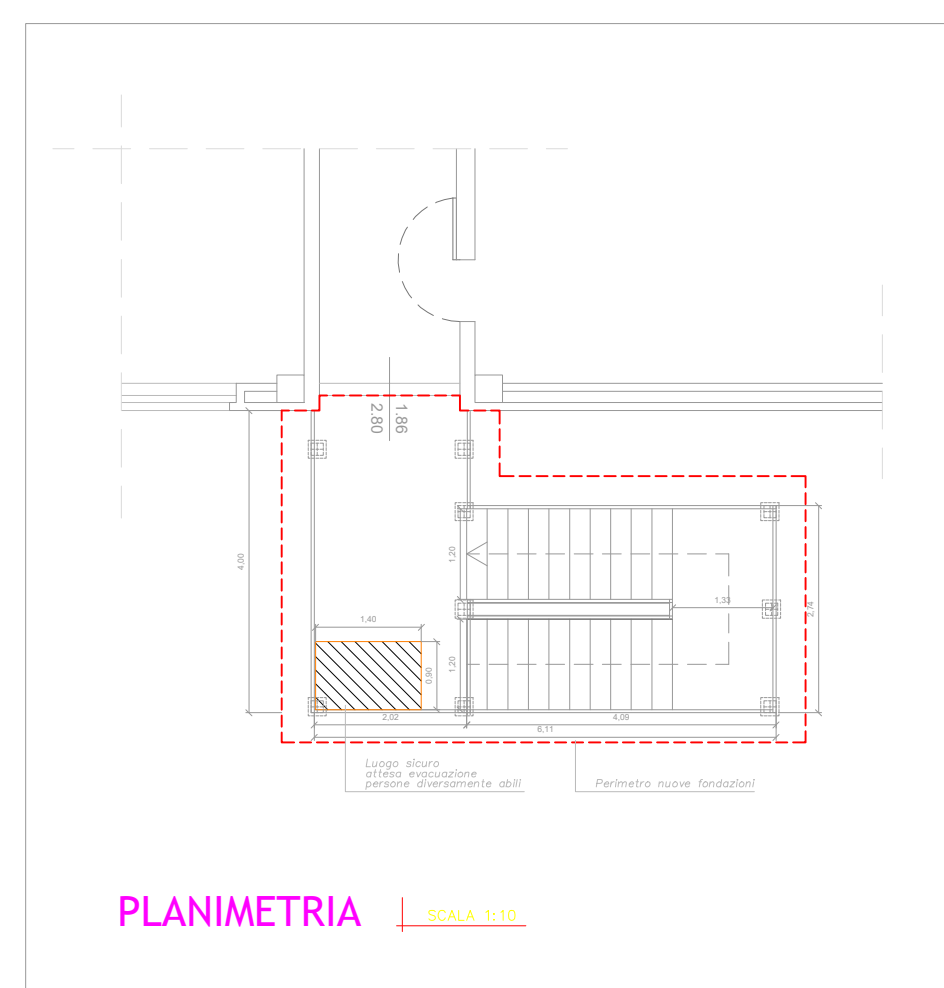 1.86
2.80
4,00
1,20
1,33
2,74
1,40
0,90
1,20
2,02
4,09
6,11
Luogo sicuro
attesa evacuazione
persone diversamente abili
Perimetro nuove fondazioni
PLANIMETRIA
SCALA 1:10